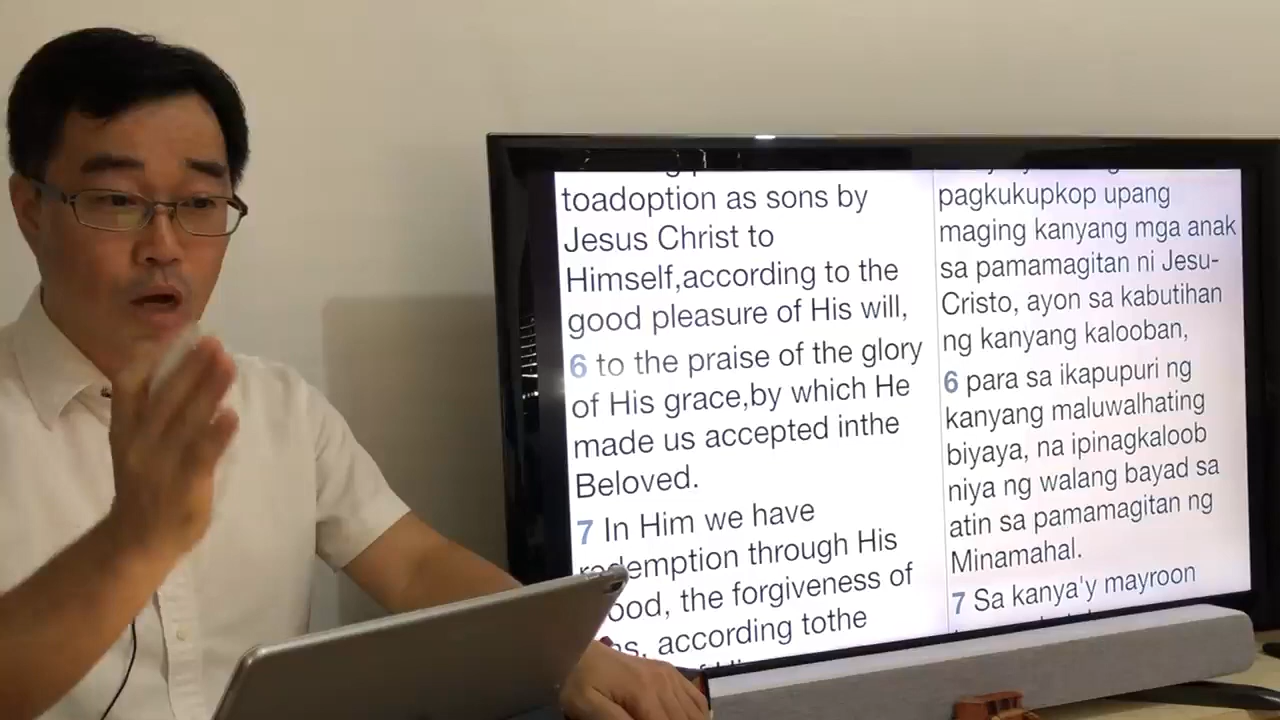 toadoption as sons by
Jesus Christ to
Himself,according to the
good pleasure of His will,
6 to the praise of the glory
of His grace,by which He
made us accepted inthe
Beloved.
7 In Him we have
redemption through His
the forgiveness of
according tothe
pagkukupkop upang
maging kanyang mga anak
sa pamamagitan ni Jesu-
Cristo, ayon sa kabutihan
ng kanyang kalooban,
6 para sa ikapupuri ng
kanyang maluwalhating
biyaya, na ipinagkaloob
niya ng walang bayad sa
atin sa pamamagitan ng
Minamahal.
7 Sa kanya'y mayroon